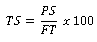 TS = PS/FT x 100